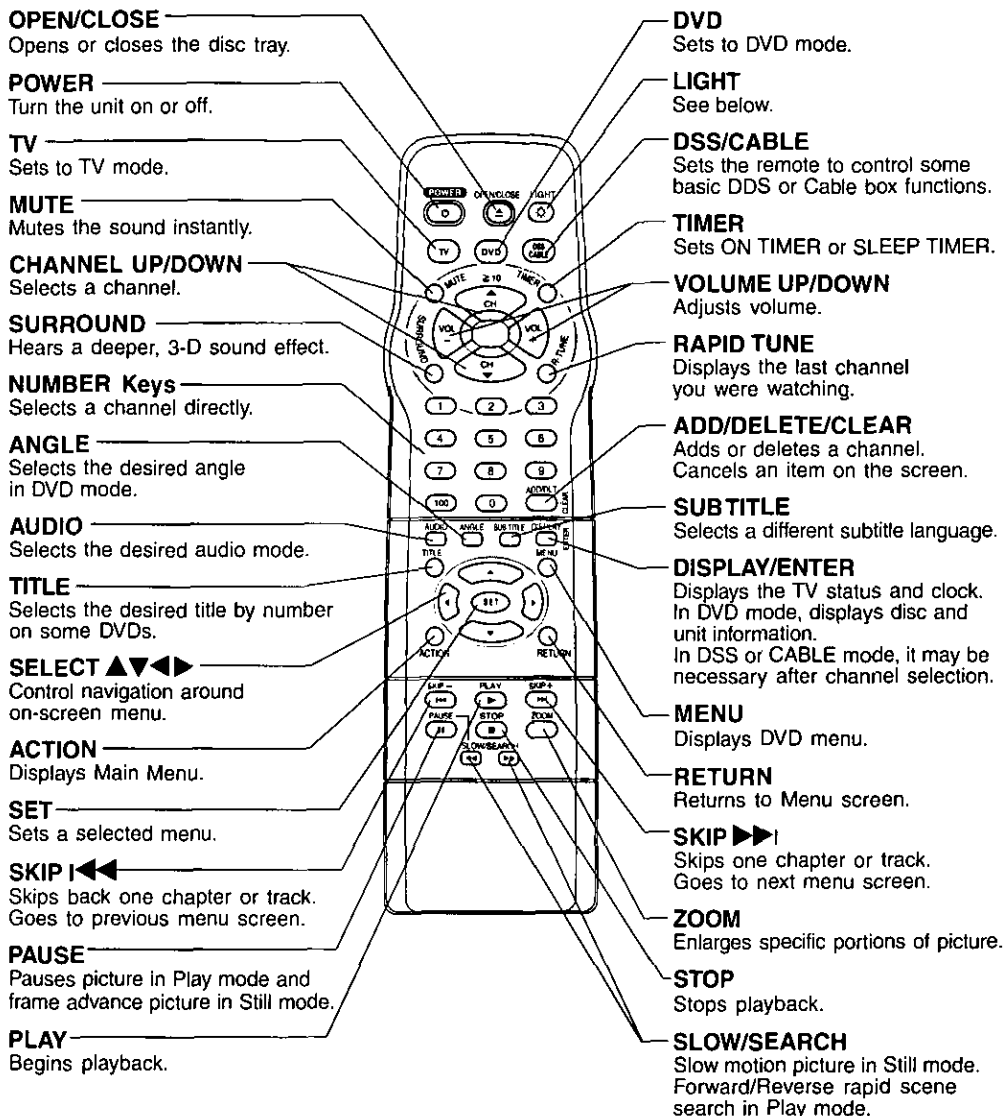 OPEN/CLOSE
Opens or closes the disc tray.
POWER
Turn the unit on or off.
TV
Sets to TV mode.
MUTE
Mutes the sound instantly.
CHANNEL UP/DOWN
Selects a channel.
SURROUND
Hears a deeper, 3-D sound effect.
NUMBER Keys
Selects a channel directly.
ANGLE
Selects the desired angle
in DVD mode.
AUDIO
Selects the desired audio mode.
TITLE
Selects the desired title by number
on some DVDs.
SELECT ▲▼◀▶
Control navigation around
on-screen menu.
ACTION
Displays Main Menu.
SET
Sets a selected menu.
SKIP I◀◀
Skips back one chapter or track.
Goes to previous menu screen.
PAUSE
Pauses picture in Play mode and
frame advance picture in Still mode.
PLAY
Begins playback.
POWER OPEN/CLOSE LIGHT
TV DVD DSS
CABLE
MUTE ≧10 TIMER
CH
VOL VOL
- +
SURROUND R-TUNE
CH
1 2 3
4 5 6
7 8 9
ADD/DLT
100 0 CLEAR
AUDIO ANGLE SUBTITLE DISPLAY
ENTER
TITLE MENU
SET
ACTION RETURN
SKIP − PLAY SKIP +
PAUSE STOP ZOOM
SLOW/SEARCH
DVD
Sets to DVD mode.
LIGHT
See below.
DSS/CABLE
Sets the remote to control some
basic DDS or Cable box functions.
TIMER
Sets ON TIMER or SLEEP TIMER.
VOLUME UP/DOWN
Adjusts volume.
RAPID TUNE
Displays the last channel
you were watching.
ADD/DELETE/CLEAR
Adds or deletes a channel.
Cancels an item on the screen.
SUBTITLE
Selects a different subtitle language.
DISPLAY/ENTER
Displays the TV status and clock.
In DVD mode, displays disc and
unit information.
In DSS or CABLE mode, it may be
necessary after channel selection.
MENU
Displays DVD menu.
RETURN
Returns to Menu screen.
SKIP ▶▶I
Skips one chapter or track.
Goes to next menu screen.
ZOOM
Enlarges specific portions of picture.
STOP
Stops playback.
SLOW/SEARCH
Slow motion picture in Still mode.
Forward/Reverse rapid scene
search in Play mode.